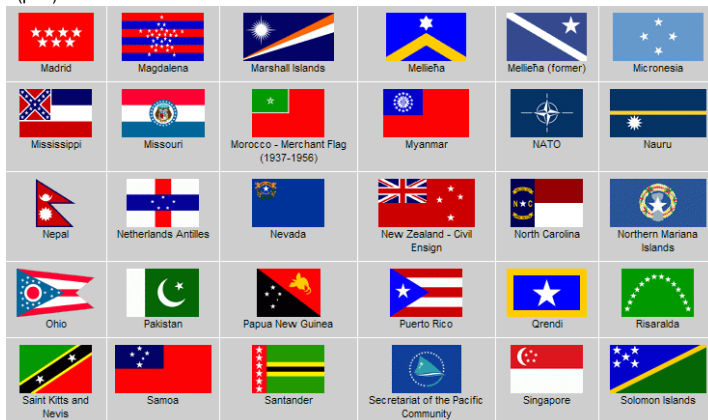 Madrid
Magdalena
Marshall Islands
Mellieħa
Mellieħa (former)
Micronesia
Mississippi
Missouri
Morocco - Merchant Flag
(1937-1956)
Myanmar
NATO
Nauru
Nepal
Netherlands Antilles
Nevada
New Zealand - Civil
Ensign
N C
North Carolina
Northern Mariana
Islands
Ohio
Pakistan
Papua New Guinea
Puerto Rico
Qrendi
Risaralda
Saint Kitts and
Nevis
Samoa
Santander
Secretariat of the Pacific
Community
Singapore
Solomon Islands